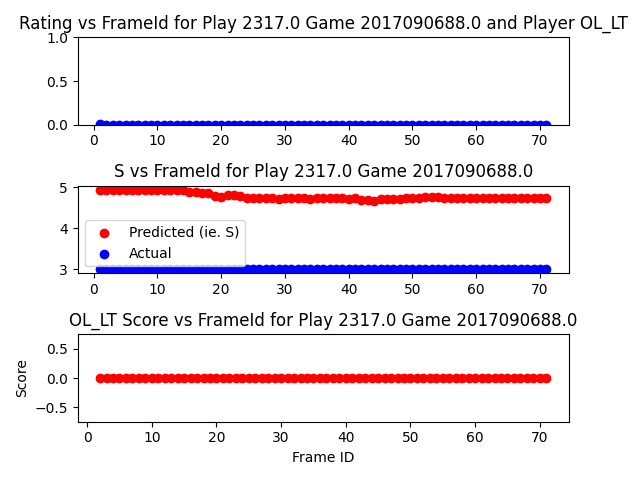 Rating vs FrameId for Play 2317.0 Game 2017090688.0 and Player OL_LT
1.0
0.5
0.0
0 10 20 30 40 50 60 70
S vs FrameId for Play 2317.0 Game 2017090688.0
5
4
3
Predicted (ie. S)
Actual
0 10 20 30 40 50 60 70
OL_LT Score vs FrameId for Play 2317.0 Game 2017090688.0
Score
0.5
0.0
−0.5
0 10 20 30 40 50 60 70
Frame ID